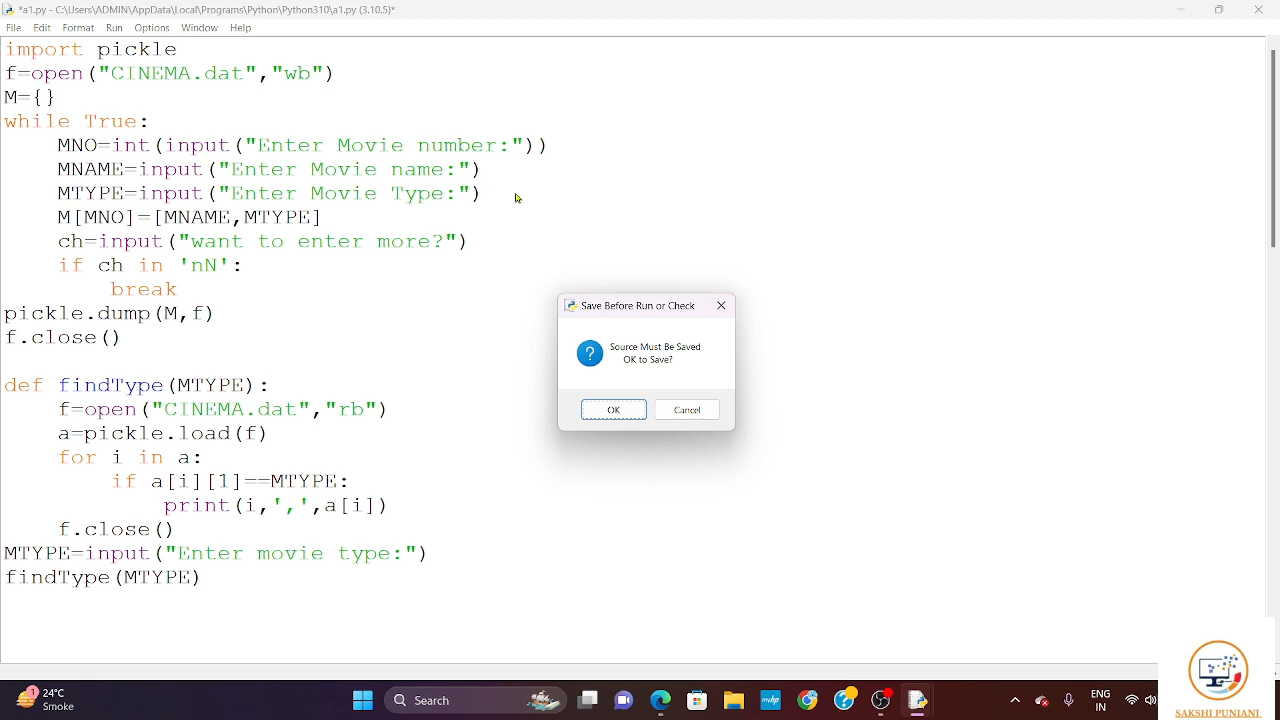 *a1.py - C:\Users\ADMIN\AppData\Local\Programs\Python\Python310\a1.py (3.10.5)*
File Edit Format Run Options Window Help
import pickle
f=open("CINEMA.dat","wb")
M={}
while True:
    MNO=int(input("Enter Movie number:"))
    MNAME=input("Enter Movie name:")
    MTYPE=input("Enter Movie Type:")
    M[MNO]=[MNAME,MTYPE]
    ch=input("want to enter more?")
    if ch in 'nN':
        break
pickle.dump(M,f)
f.close()
def findType(MTYPE):
    f=open("CINEMA.dat","rb")
    a=pickle.load(f)
    for i in a:
        if a[i][1]==MTYPE:
            print(i,',',a[i])
    f.close()
MTYPE=input("Enter movie type:")
findType(MTYPE)
Save Before Run or Check
Source Must Be Saved
OK to Save?
OK Cancel
SAKSHI PUNIANI
1
24°C
Smoke
Search
ENG
IN